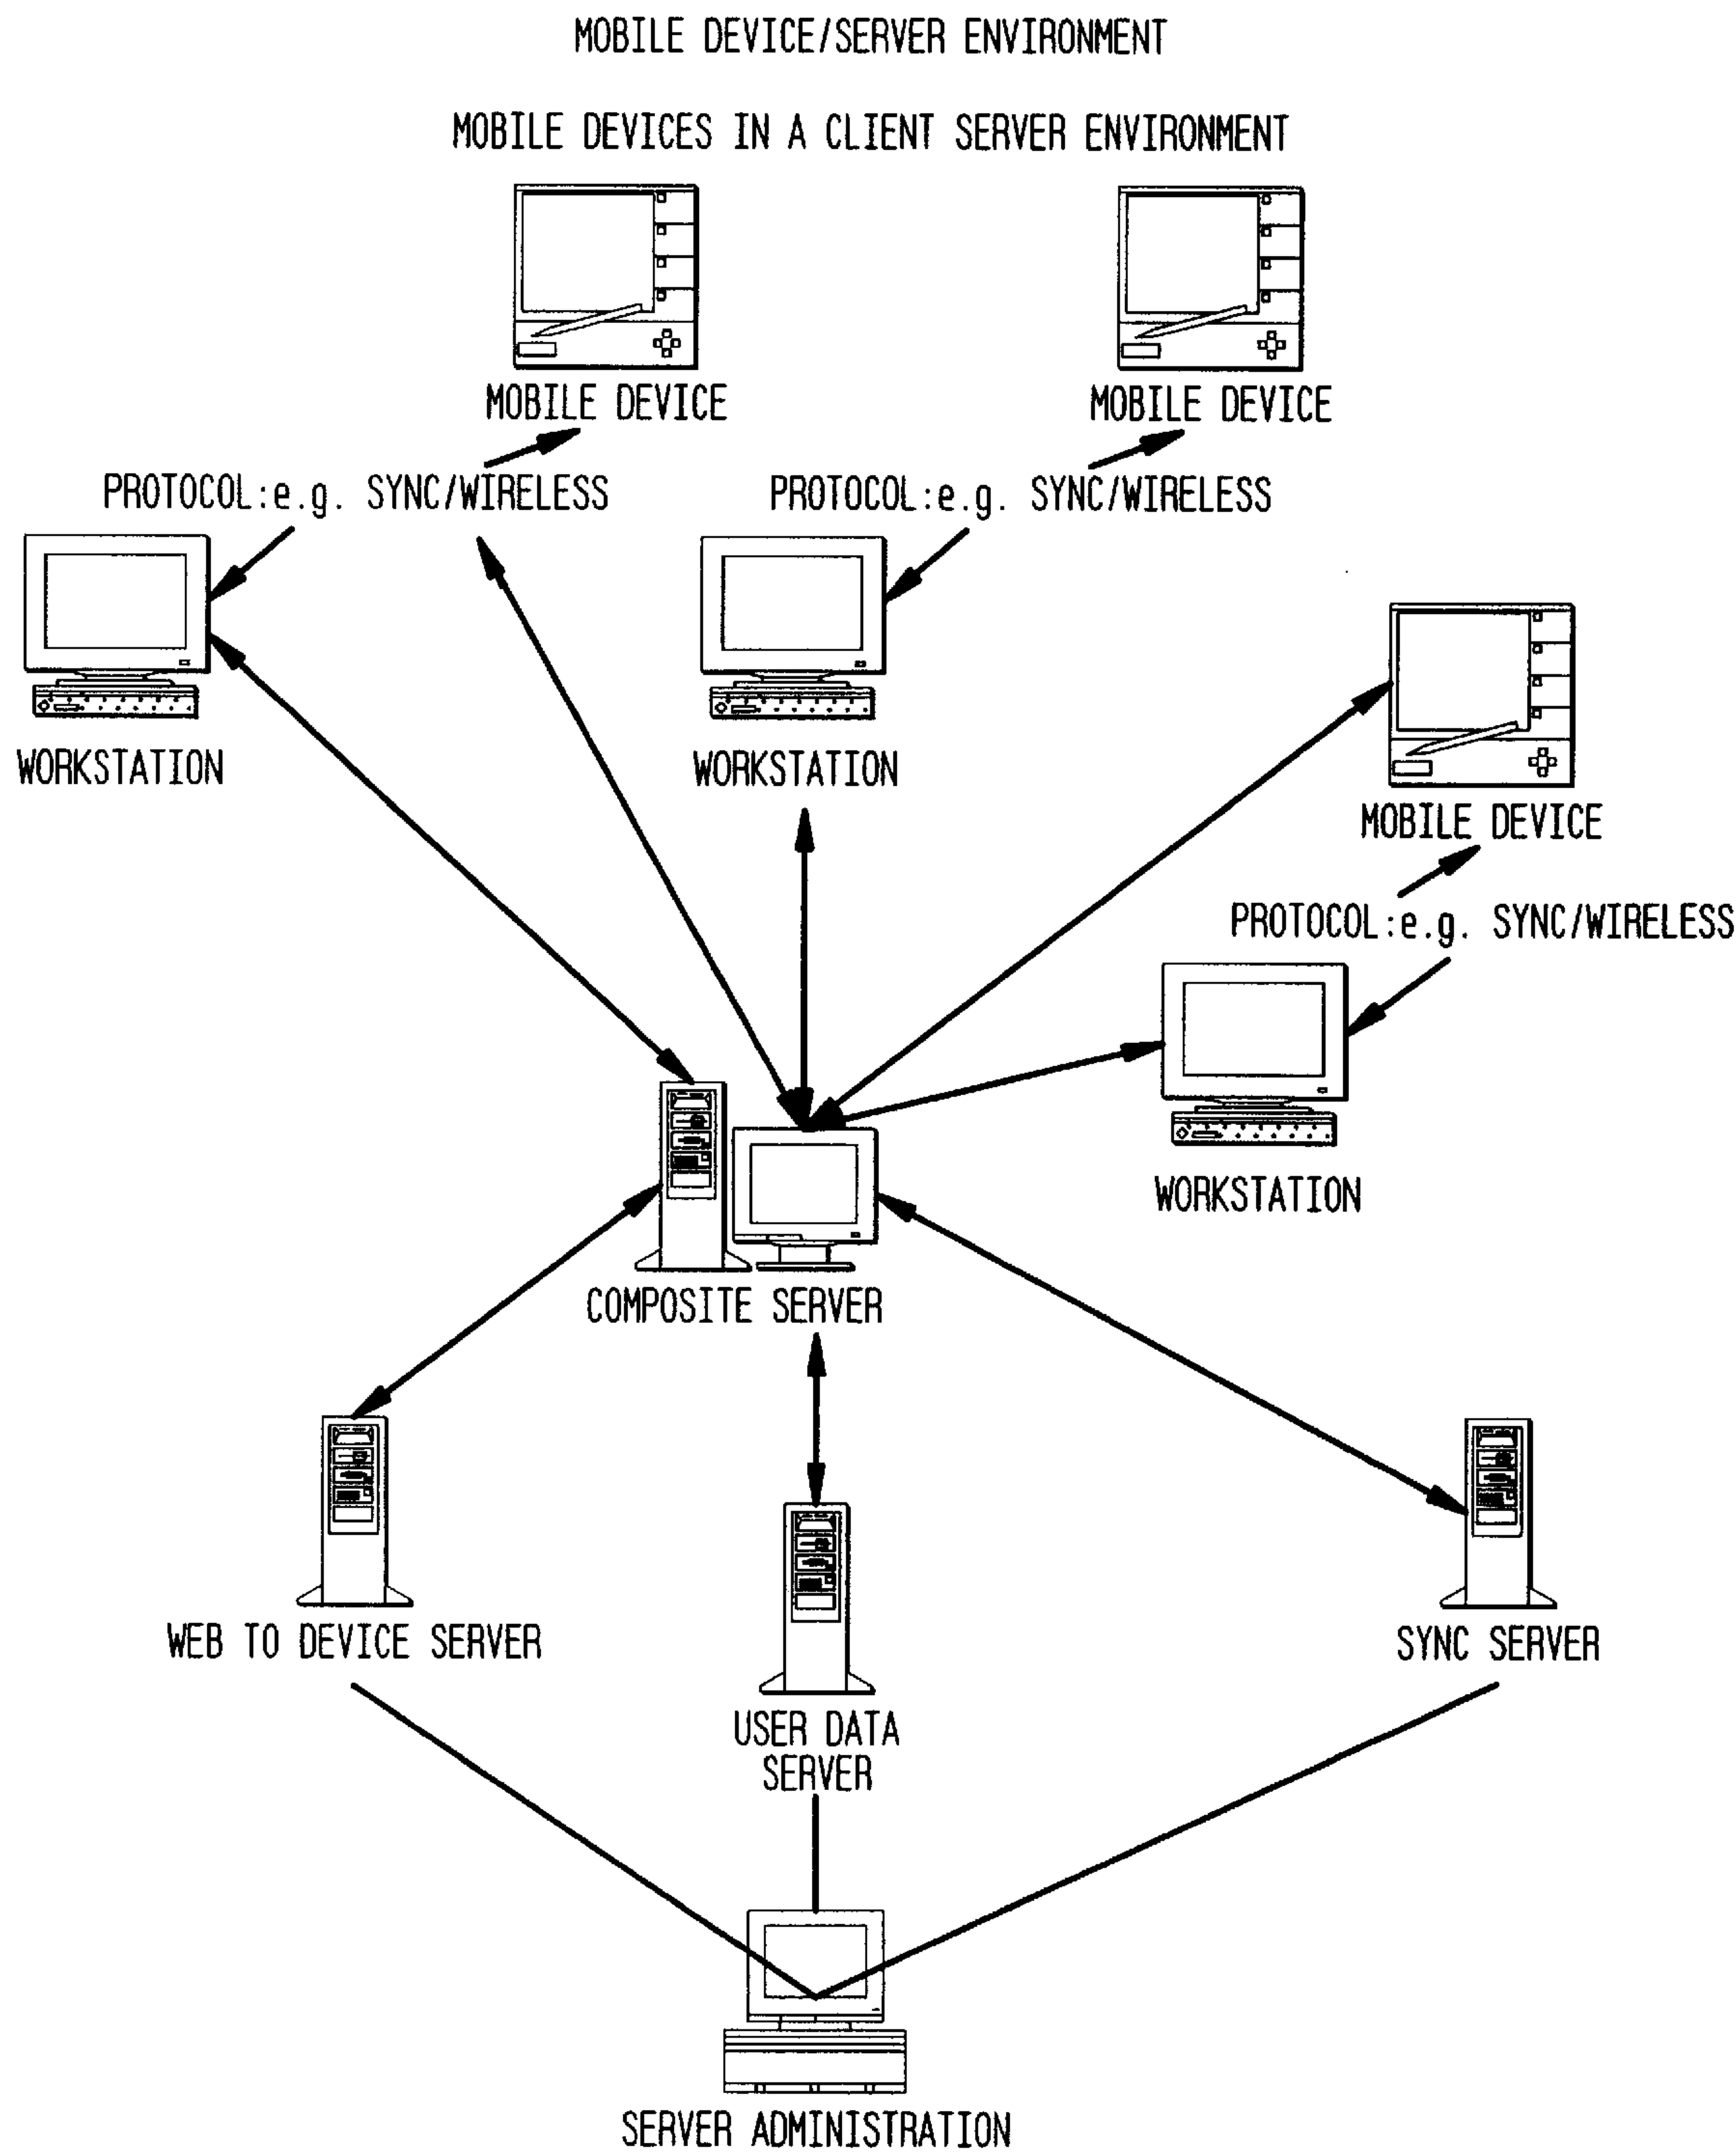 MOBILE DEVICE/SERVER ENVIRONMENT
MOBILE DEVICES IN A CLIENT SERVER ENVIRONMENT
MOBILE DEVICE
MOBILE DEVICE
PROTOCOL:e.g. SYNC/WIRELESS
PROTOCOL:e.g. SYNC/WIRELESS
WORKSTATION
WORKSTATION
MOBILE DEVICE
PROTOCOL:e.g. SYNC/WIRELESS
WORKSTATION
COMPOSITE SERVER
WEB TO DEVICE SERVER
SYNC SERVER
USER DATA
SERVER
SERVER ADMINISTRATION